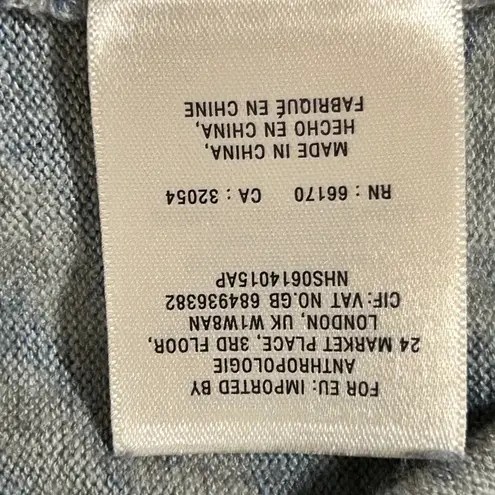 FOR EU: IMPORTED BY
ANTHROPOLOGIE
24 MARKET PLACE, 3RD FLOOR,
LONDON, UK W1W8AN
CIF: VAT NO.GB 684936382
NHS0614015AP
RN : 66170 CA : 32054
MADE IN CHINA,
HECHO EN CHINA,
FABRIQUÉ EN CHINE